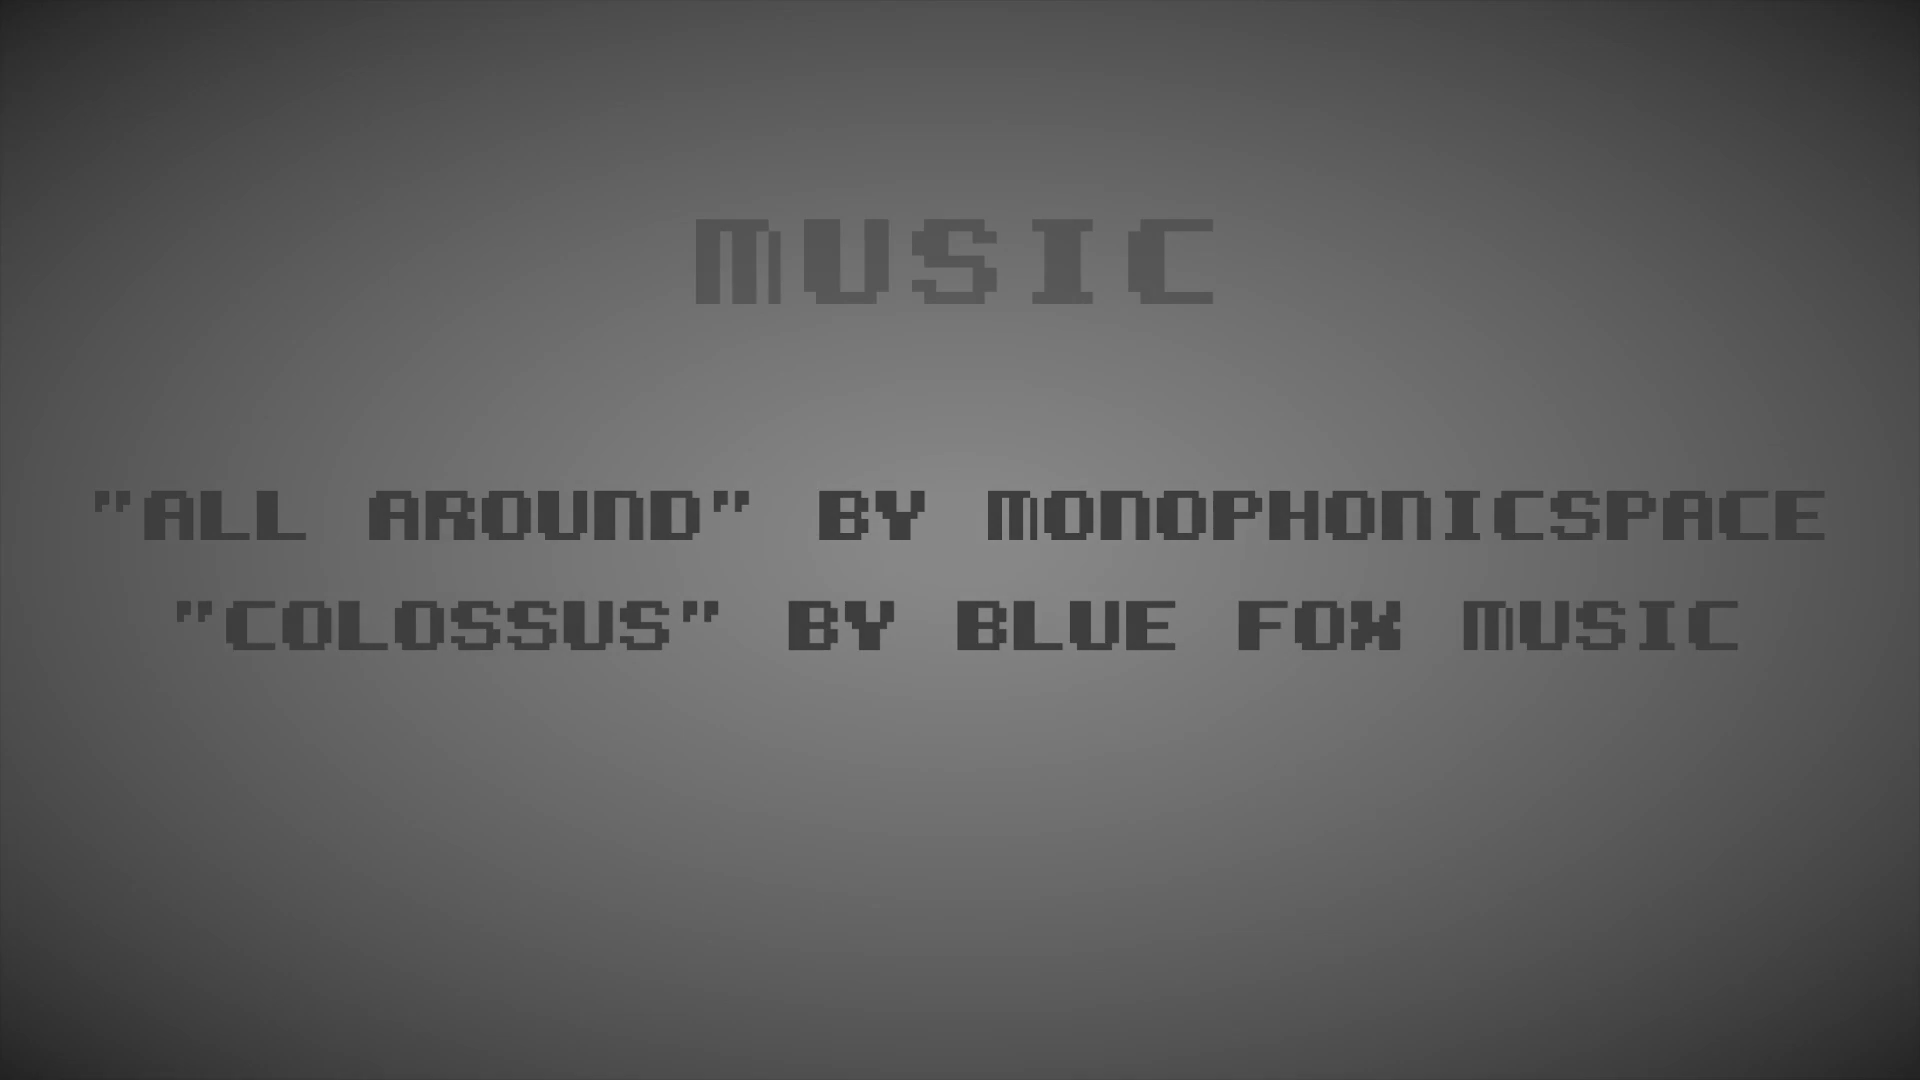 MUSIC
"ALL AROUND" BY MONOPHONICSPACE
"COLOSSUS" BY BLUE FOX MUSIC